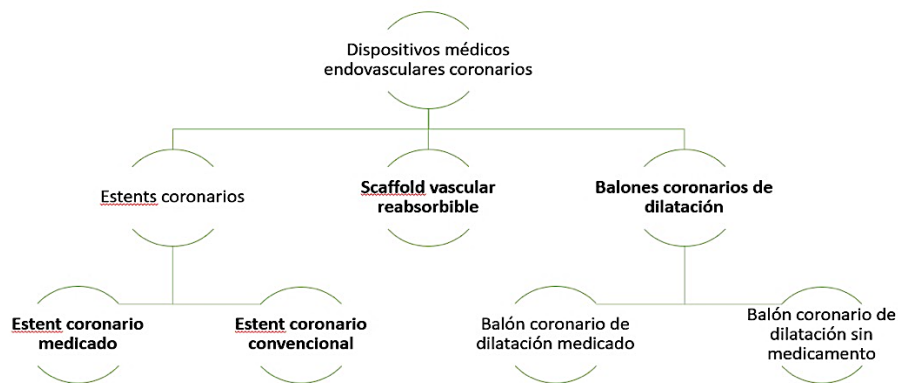 Dispositivos médicos
endovasculares coronarios
Estents coronarios
Scaffold vascular
reabsorbible
Balones coronarios de
dilatación
Estent coronario
medicado
Estent coronario
convencional
Balón coronario de
dilatación medicado
Balón coronario de
dilatación sin
medicamento